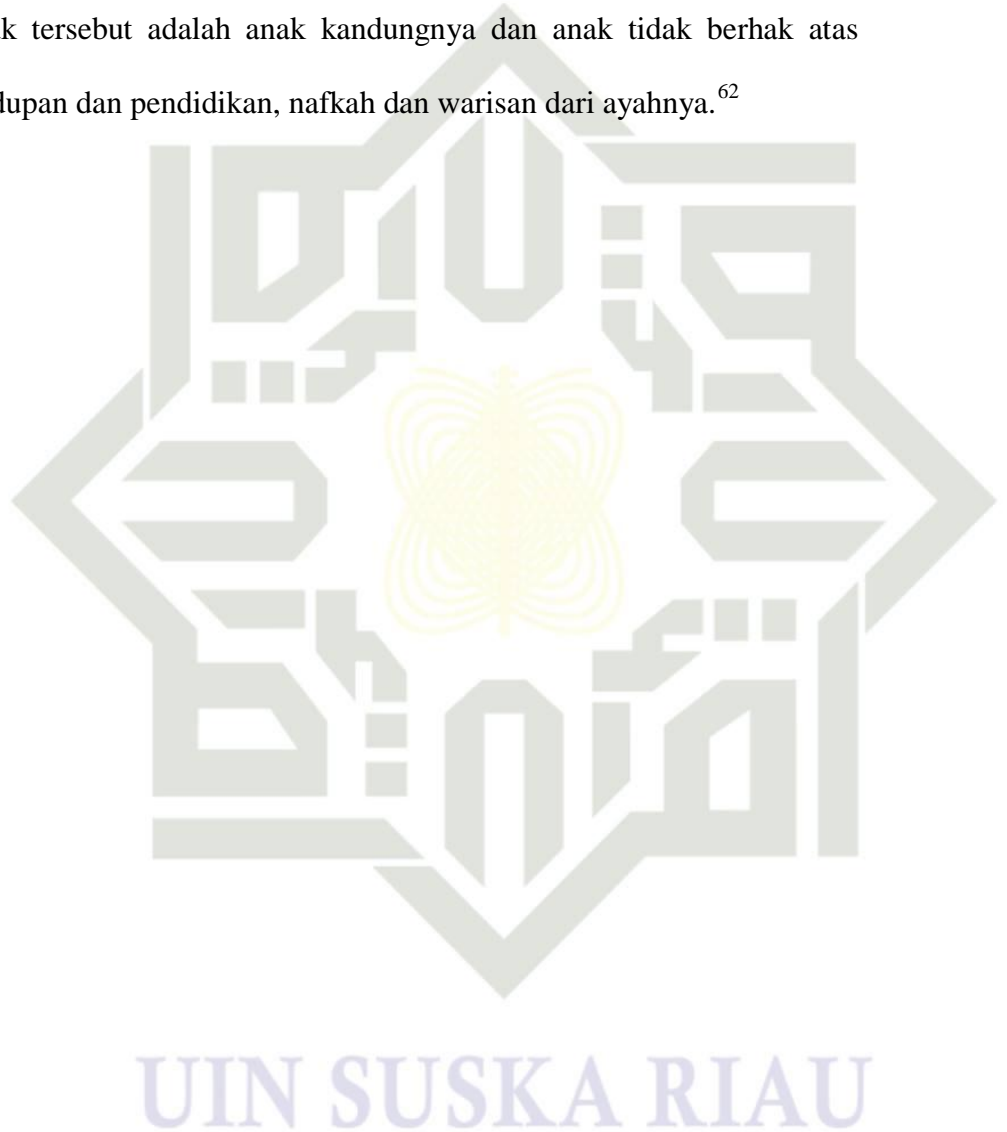 tersebut adalah anak kandungnya dan anak tidak berhak atas
dan pendidikan, nafkah dan warisan dari ayahnya.62
UIN SUSKA RIAU